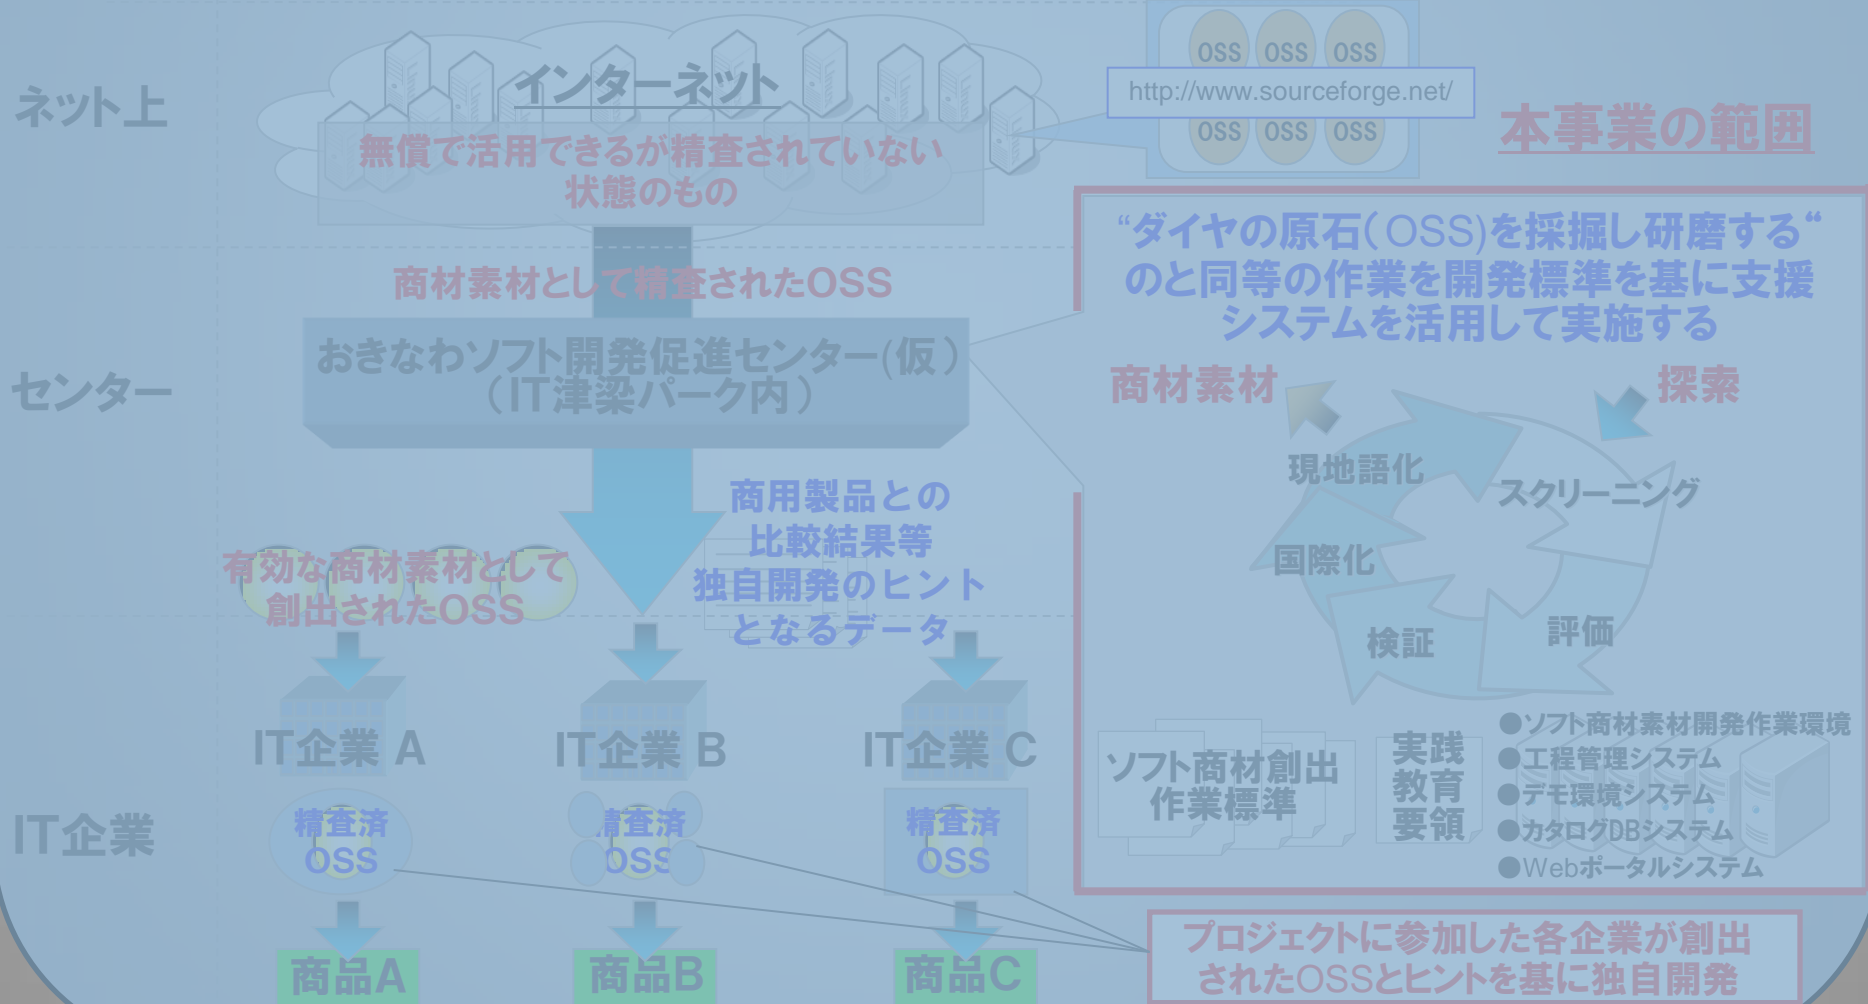 ネット上
インターネット
無償で活用できるが精査されていない
状態のもの
OSS OSS OSS
http://www.sourceforge.net/
OSS OSS OSS
本事業の範囲
商材素材として精査されたOSS
センター
おきなわソフト開発促進センター(仮)
(IT津梁パーク内)
“ダイヤの原石(OSS)を採掘し研磨する“
のと同等の作業を開発標準を基に支援
システムを活用して実施する
商材素材
探索
現地語化
スクリーニング
国際化
検証
評価
商用製品との
比較結果等
独自開発のヒント
となるデータ
有効な商材素材として
創出されたOSS
ソフト商材創出
作業標準
実践
教育
要領
●ソフト商材素材開発作業環境
●工程管理システム
●デモ環境システム
●カタログDBシステム
●Webポータルシステム
IT企業
IT企業 A
IT企業 B
IT企業 C
精査済
OSS
精査済
OSS
精査済
OSS
商品A
商品B
商品C
プロジェクトに参加した各企業が創出
されたOSSとヒントを基に独自開発